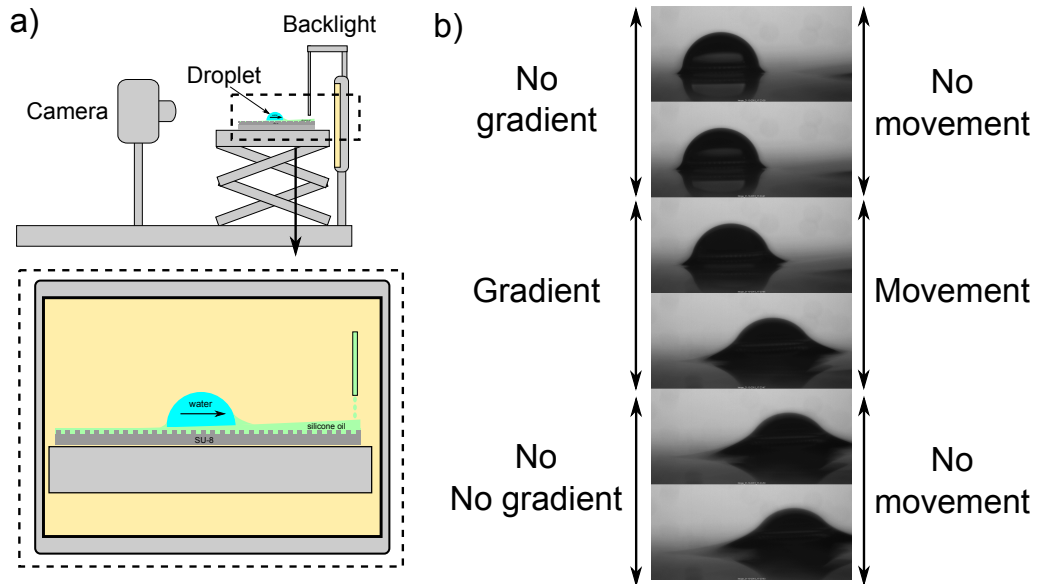 a)
Backlight
Droplet
Camera
water
silicone oil
SU-8
b)
No
gradient
No
movement
Gradient
Movement
No
No gradient
No
movement